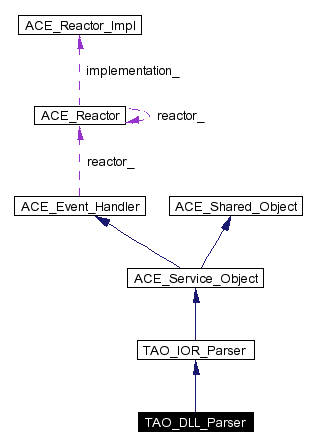 ACE_Reactor_Impl
implementation_
ACE_Reactor
reactor_
reactor_
ACE_Event_Handler
ACE_Shared_Object
ACE_Service_Object
TAO_IOR_Parser
TAO_DLL_Parser